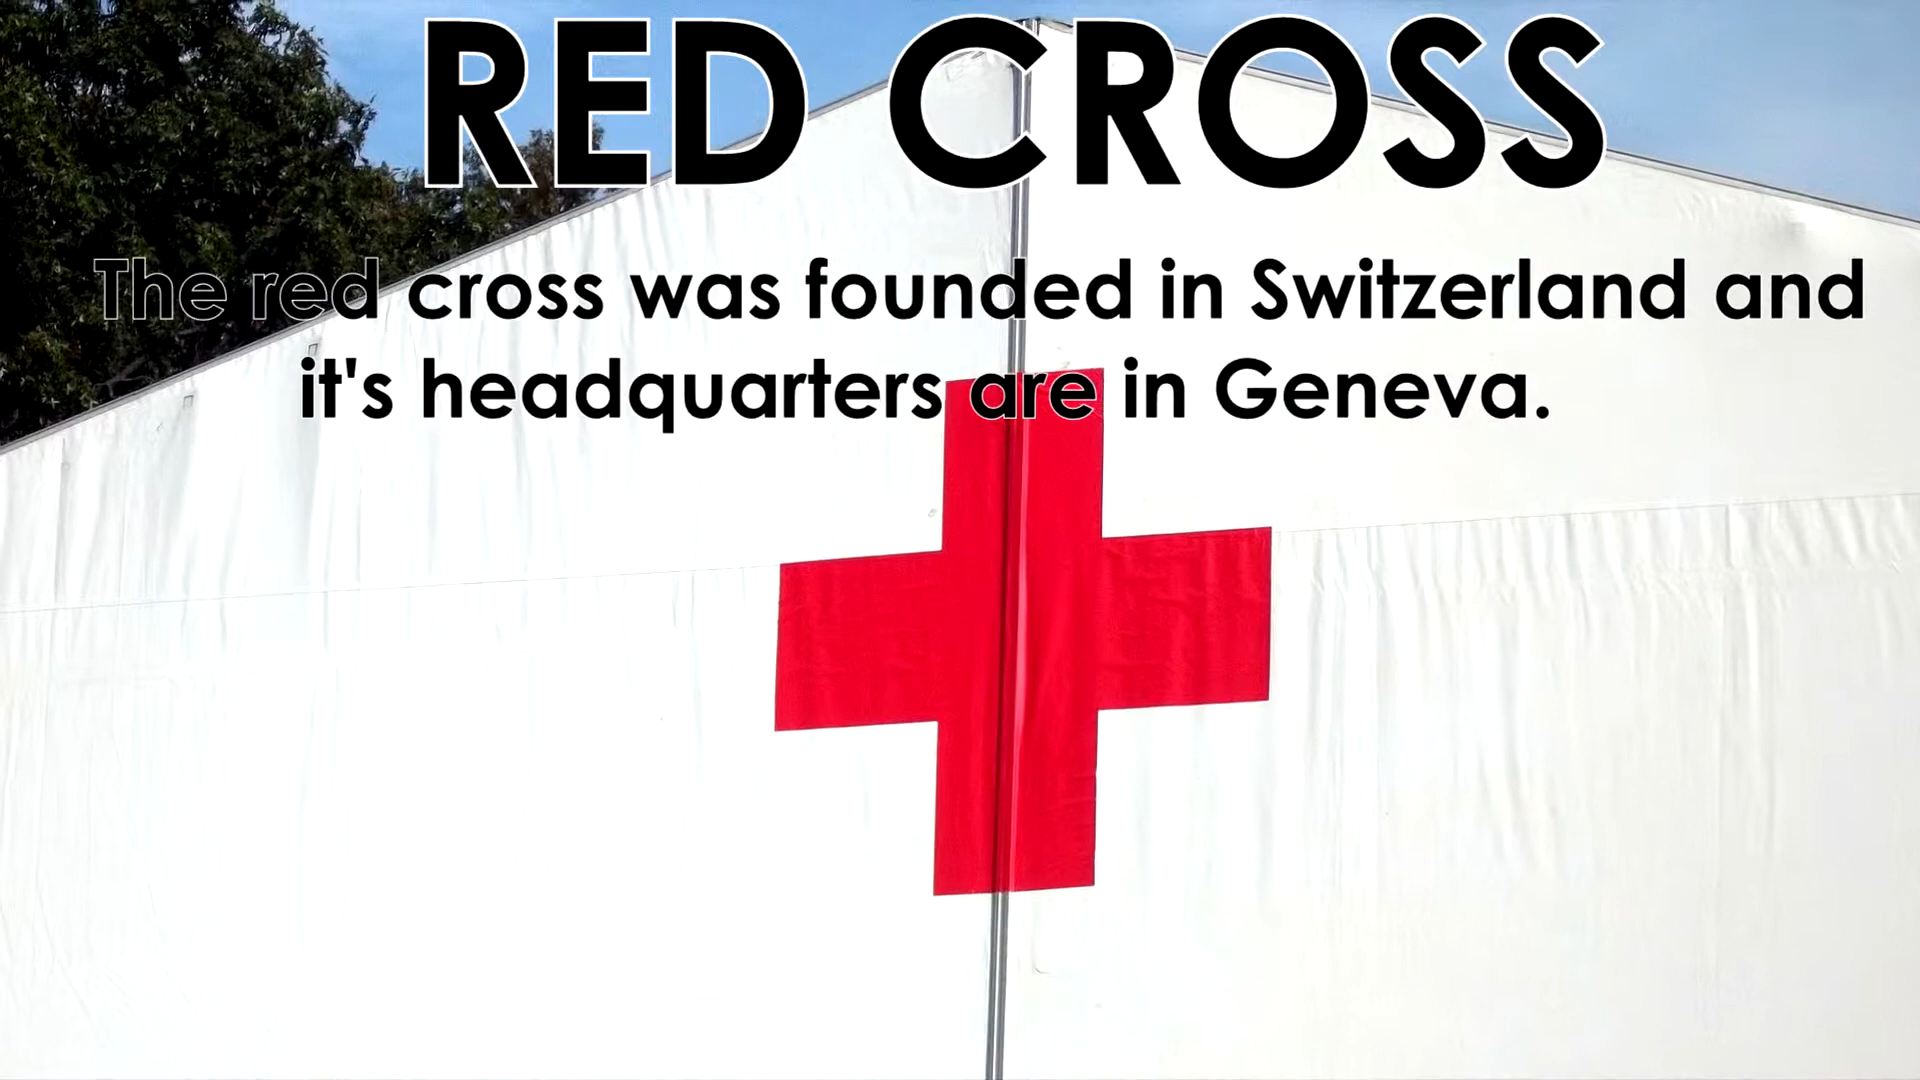 RED CROSS
The red cross was founded in Switzerland and
it's headquarters are in Geneva.